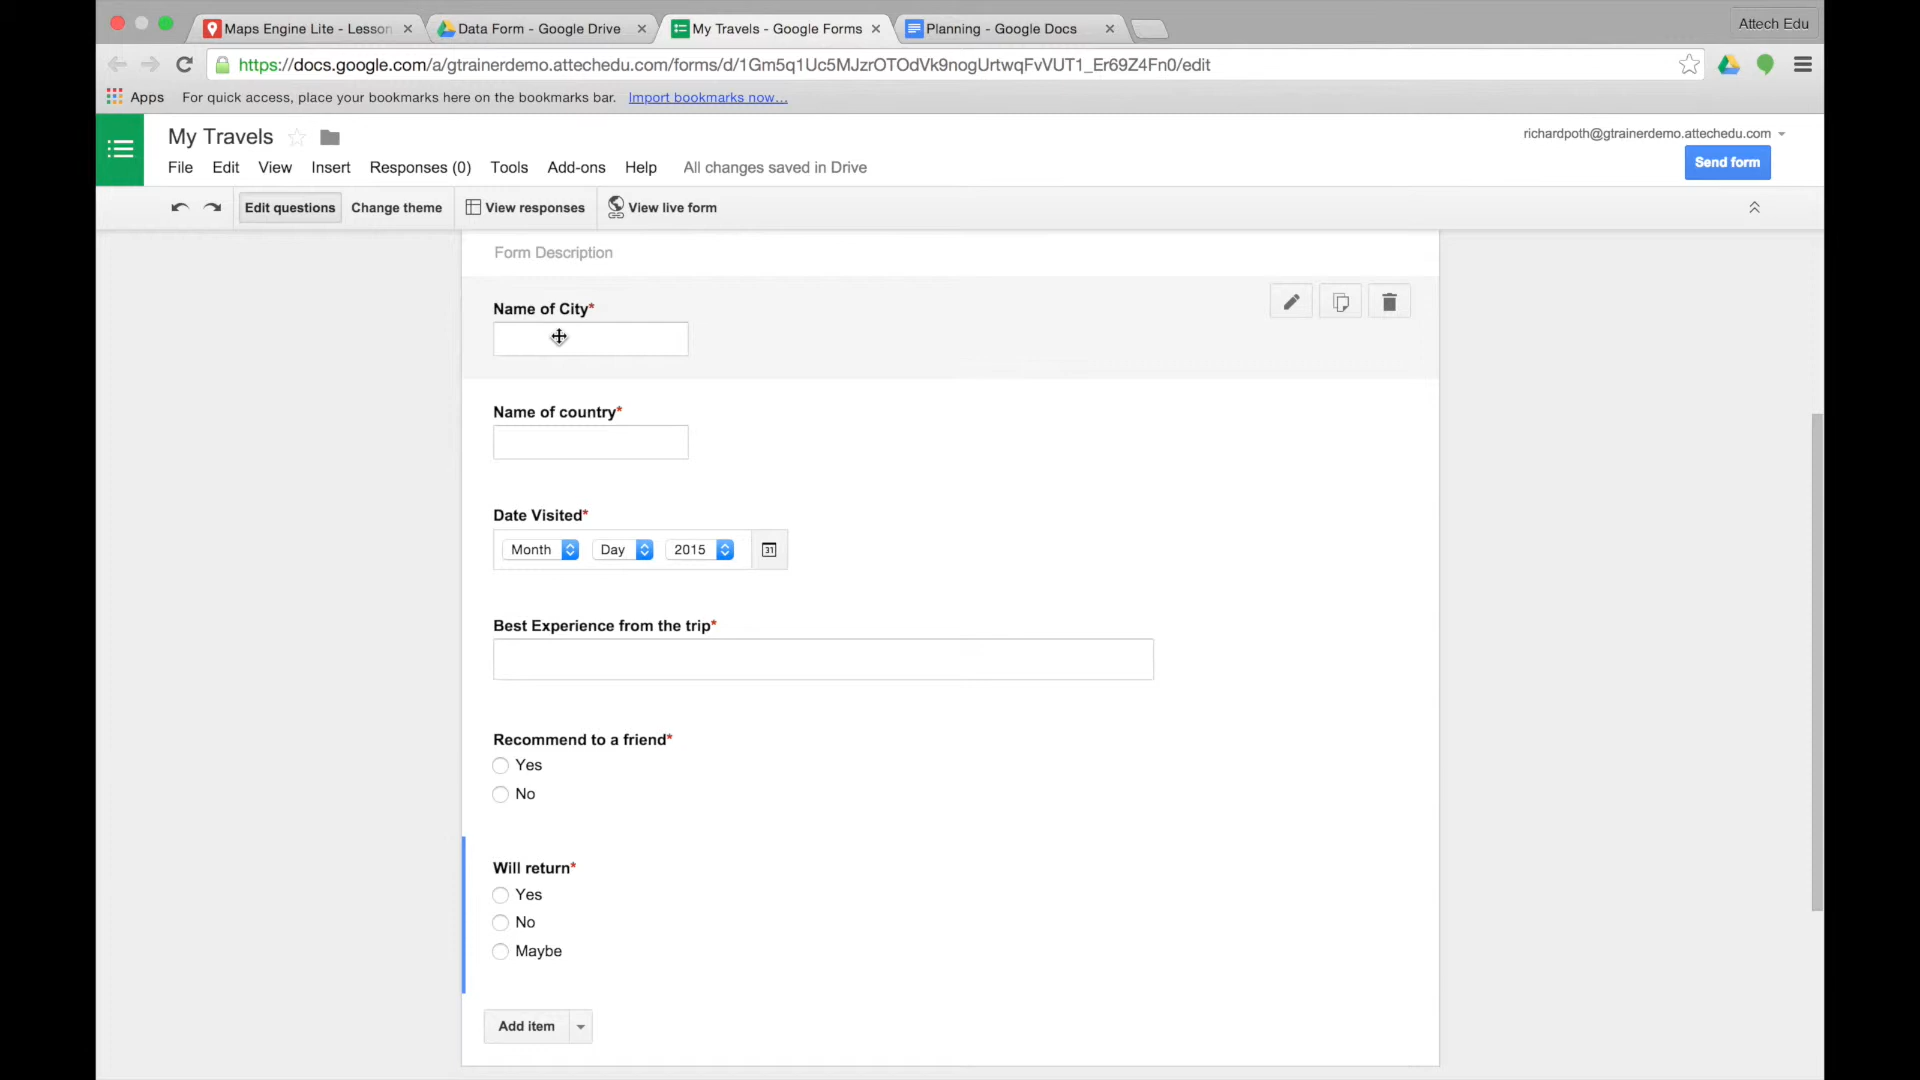 Maps Engine Lite - Lesson
Data Form - Google Drive
My Travels - Google Forms
Planning - Google Docs
Attech Edu
https://docs.google.com/a/gtrainerdemo.attechedu.com/forms/d/1Gm5q1Uc5MJzrOTOdVk9nogUrtwqFvVUT1_Er69Z4Fn0/edit
Apps For quick access, place your bookmarks here on the bookmarks bar. Import bookmarks now...
My Travels
richardpoth@gtrainerdemo.attechedu.com
File Edit View Insert Responses (0) Tools Add-ons Help All changes saved in Drive
Send form
Edit questions Change theme View responses View live form
Form Description
Name of City*
Name of country*
Date Visited*
Month Day 2015 31
Best Experience from the trip*
Recommend to a friend*
Yes
No
Will return*
Yes
No
Maybe
Add item